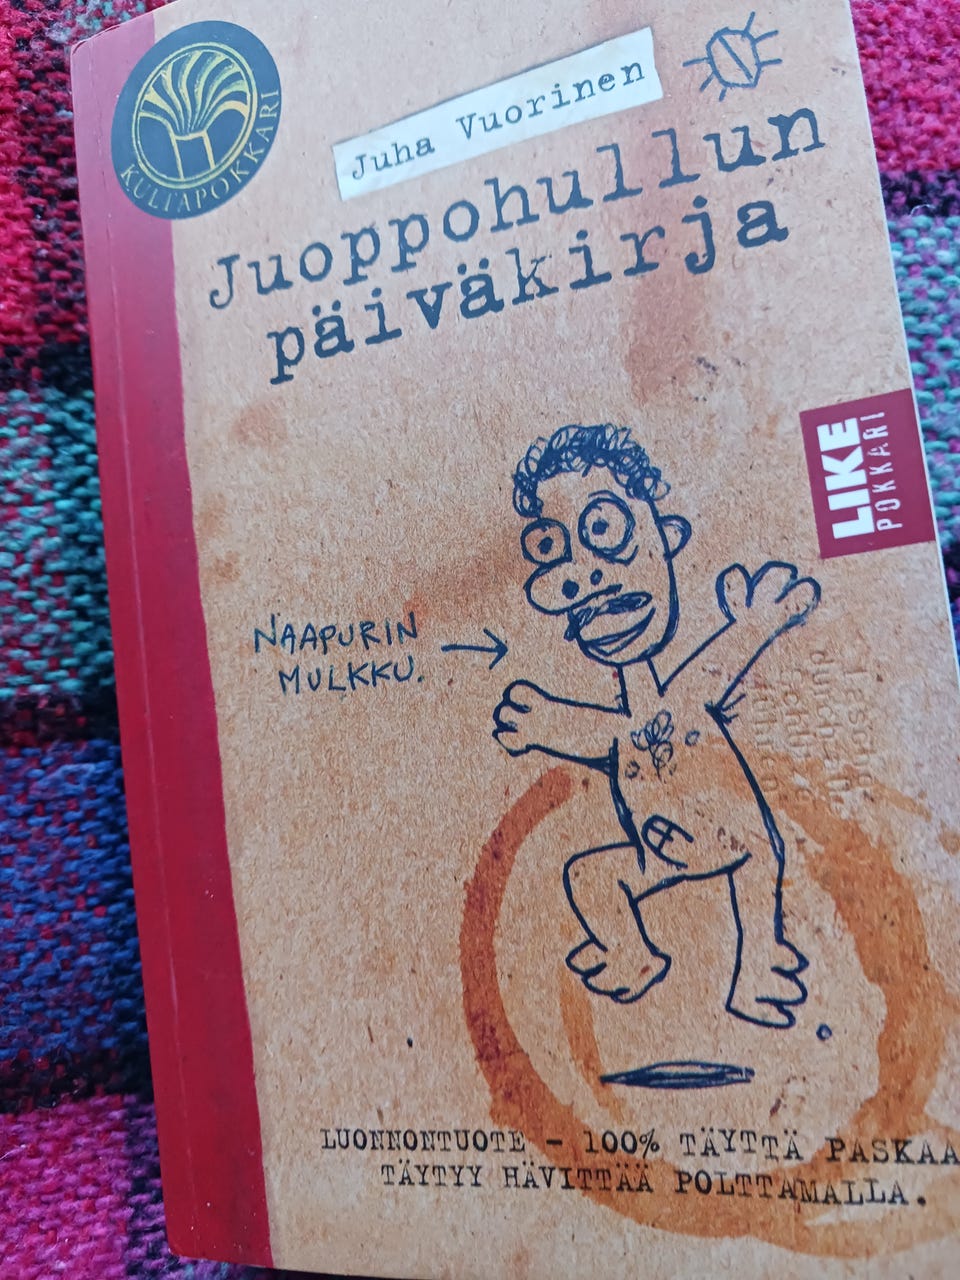 KULTAPOKKARI
Juha Vuorinen
Juoppohullun
päiväkirja
LIKE
POKKARI
NAAPURIN
MULKKU.
LUONNONTUOTE - 100% TÄYTTÄ PASKAA
TÄYTYY HÄVITTÄÄ POLTTAMALLA.